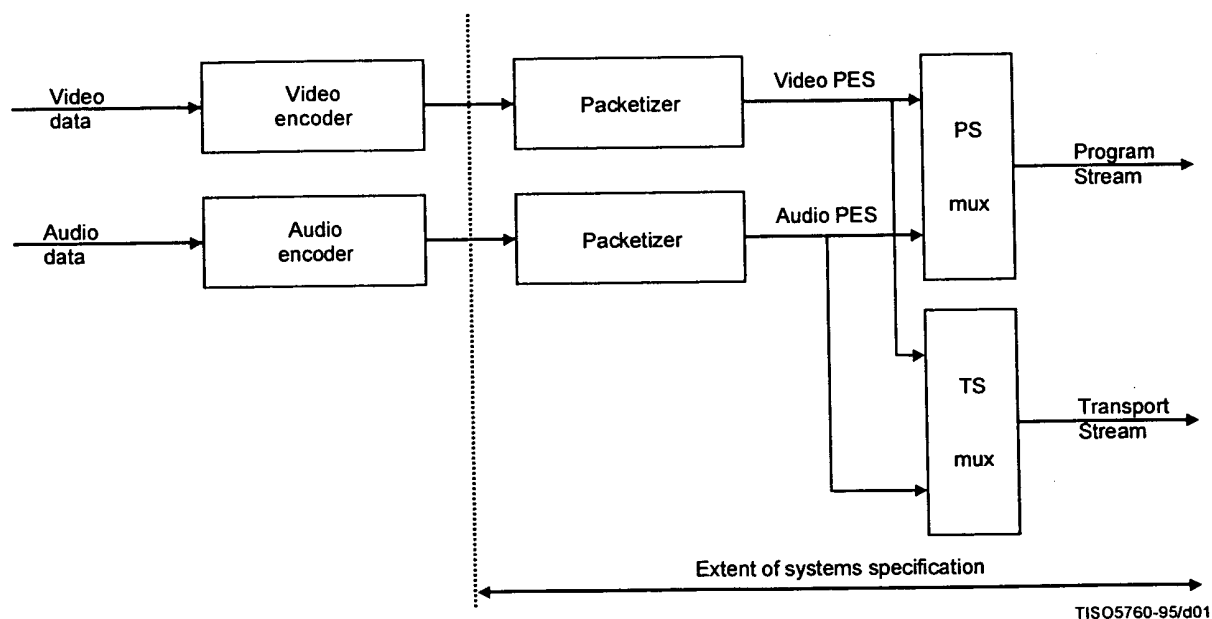 Video
data
Video
encoder
Packetizer
Video PES
PS
mux
Program
Stream
Audio
data
Audio
encoder
Packetizer
Audio PES
TS
mux
Transport
Stream
Extent of systems specification
TISO5760-95/d01